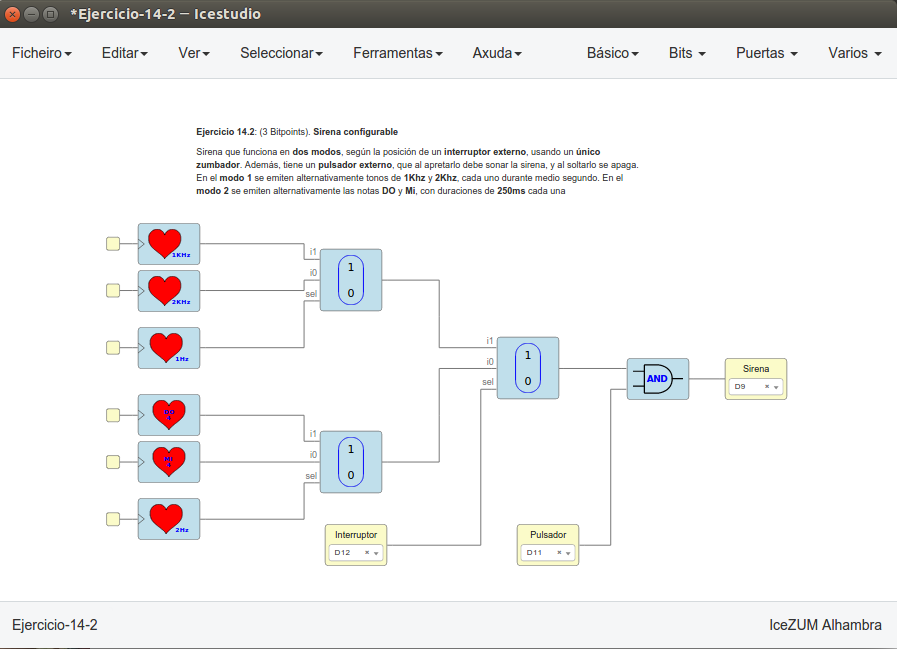 *Ejercicio-14-2 – Icestudio
Ficheiro Editar Ver Seleccionar Ferramentas Axuda Básico Bits Puertas Varios
Ejercicio 14.2: (3 Bitpoints). Sirena configurable
Sirena que funciona en dos modos, según la posición de un interruptor externo, usando un único
zumbador. Además, tiene un pulsador externo, que al apretarlo debe sonar la sirena, y al soltarlo se apaga.
En el modo 1 se emiten alternativamente tonos de 1Khz y 2Khz, cada uno durante medio segundo. En el
modo 2 se emiten alternativamente las notas DO y Mi, con duraciones de 250ms cada una
1KHz
2KHz
1Hz
i1
i0
sel
1
0
DO
2Hz
i1
i0
sel
1
0
i1
i0
sel
1
0
AND
Sirena
D9
Interruptor
D12
Pulsador
D11
Ejercicio-14-2
IceZUM Alhambra